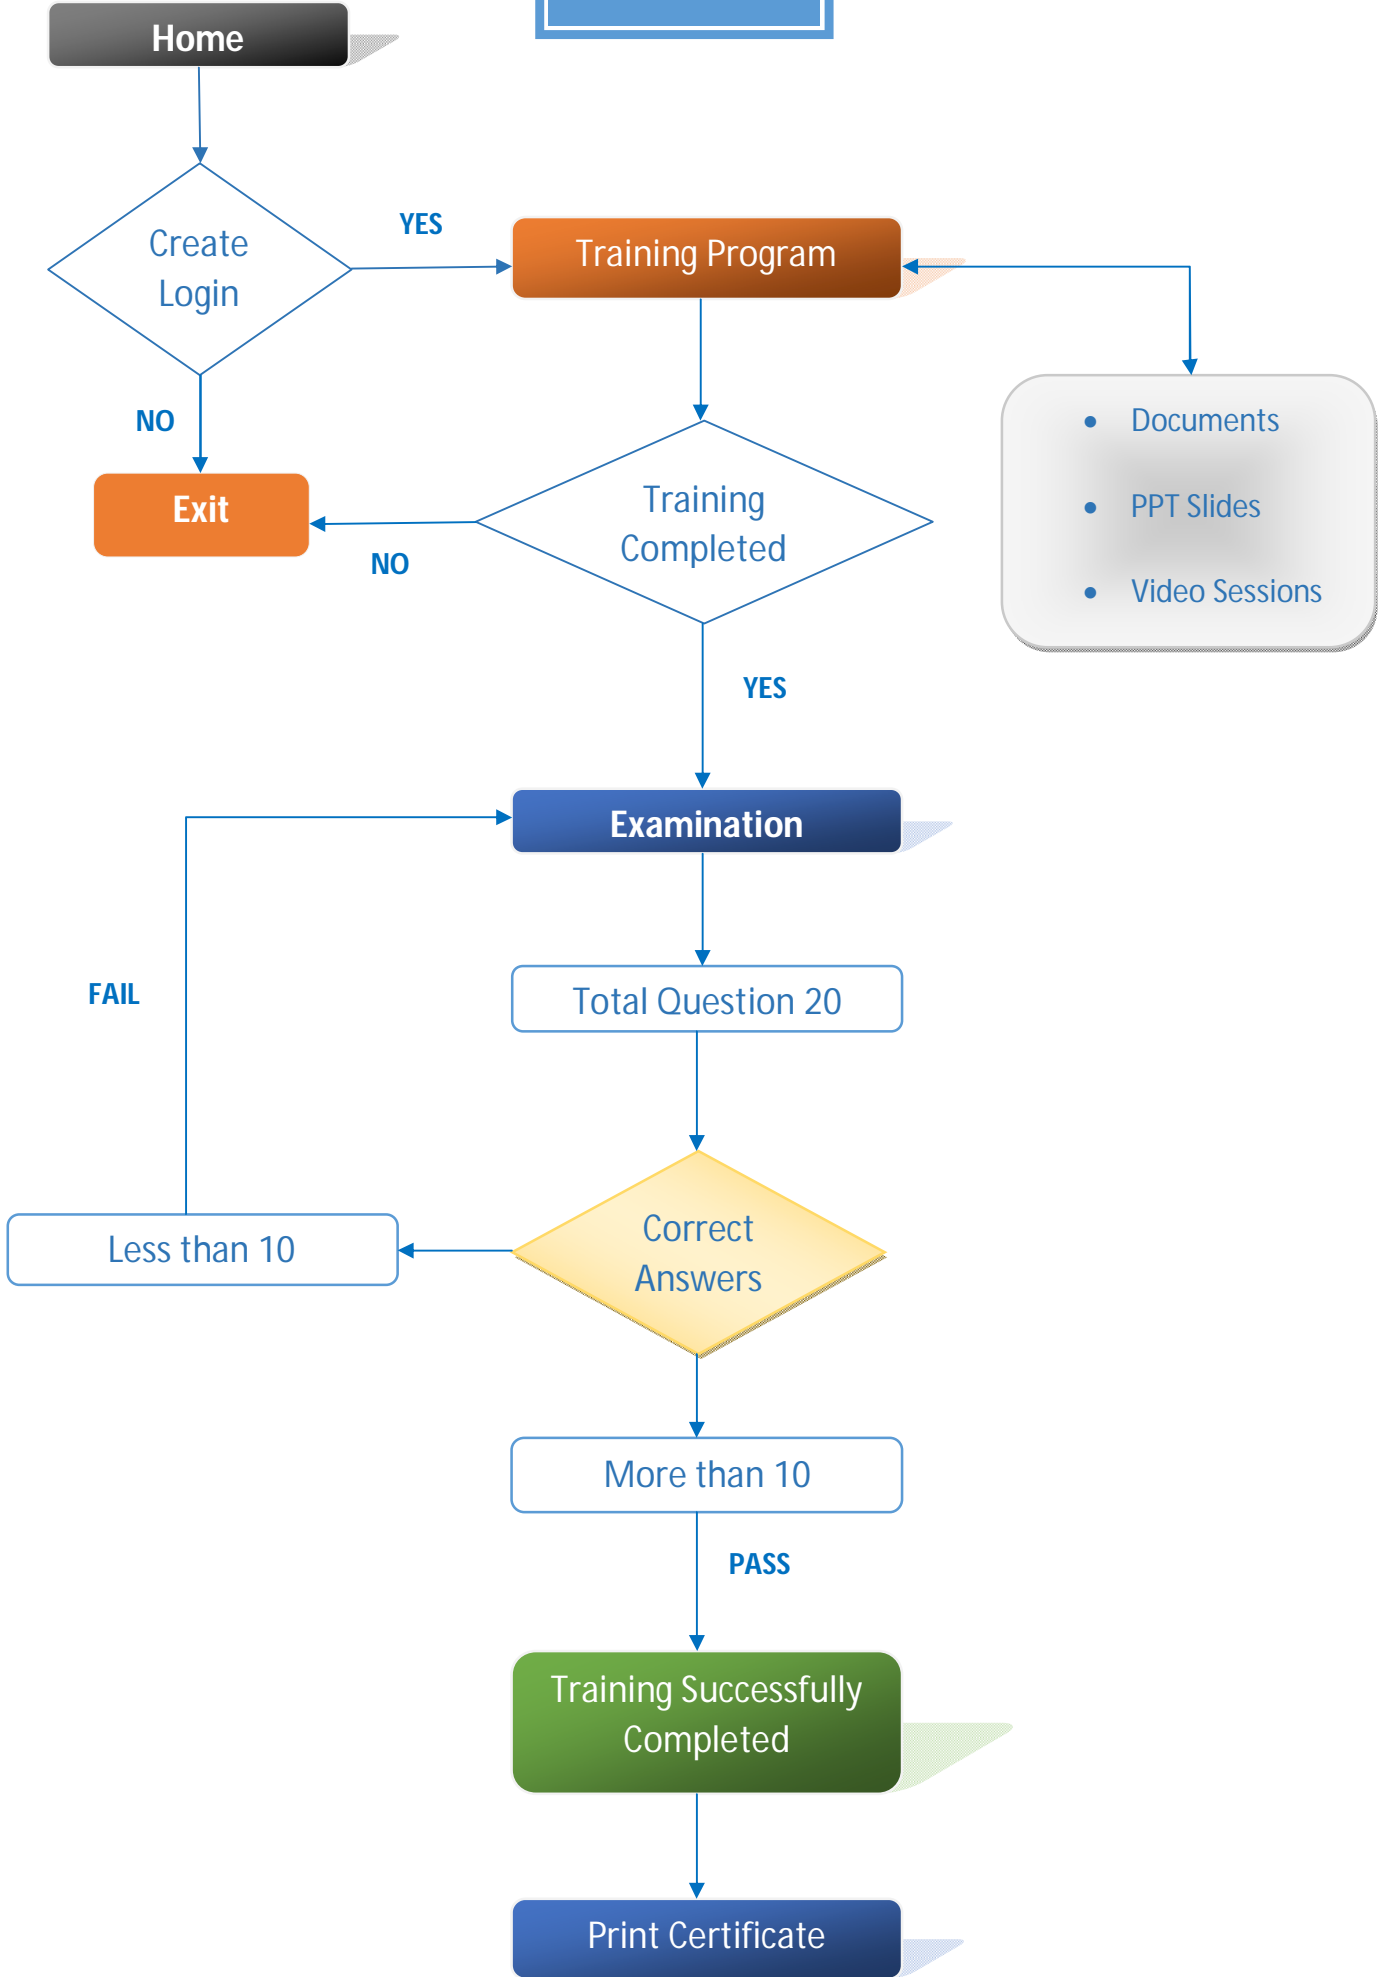 Home
Create
Login
YES
Training Program
NO
Exit
Training
Completed
NO
• Documents
• PPT Slides
• Video Sessions
YES
Examination
FAIL
Total Question 20
Correct
Answers
Less than 10
More than 10
PASS
Training Successfully
Completed
Print Certificate